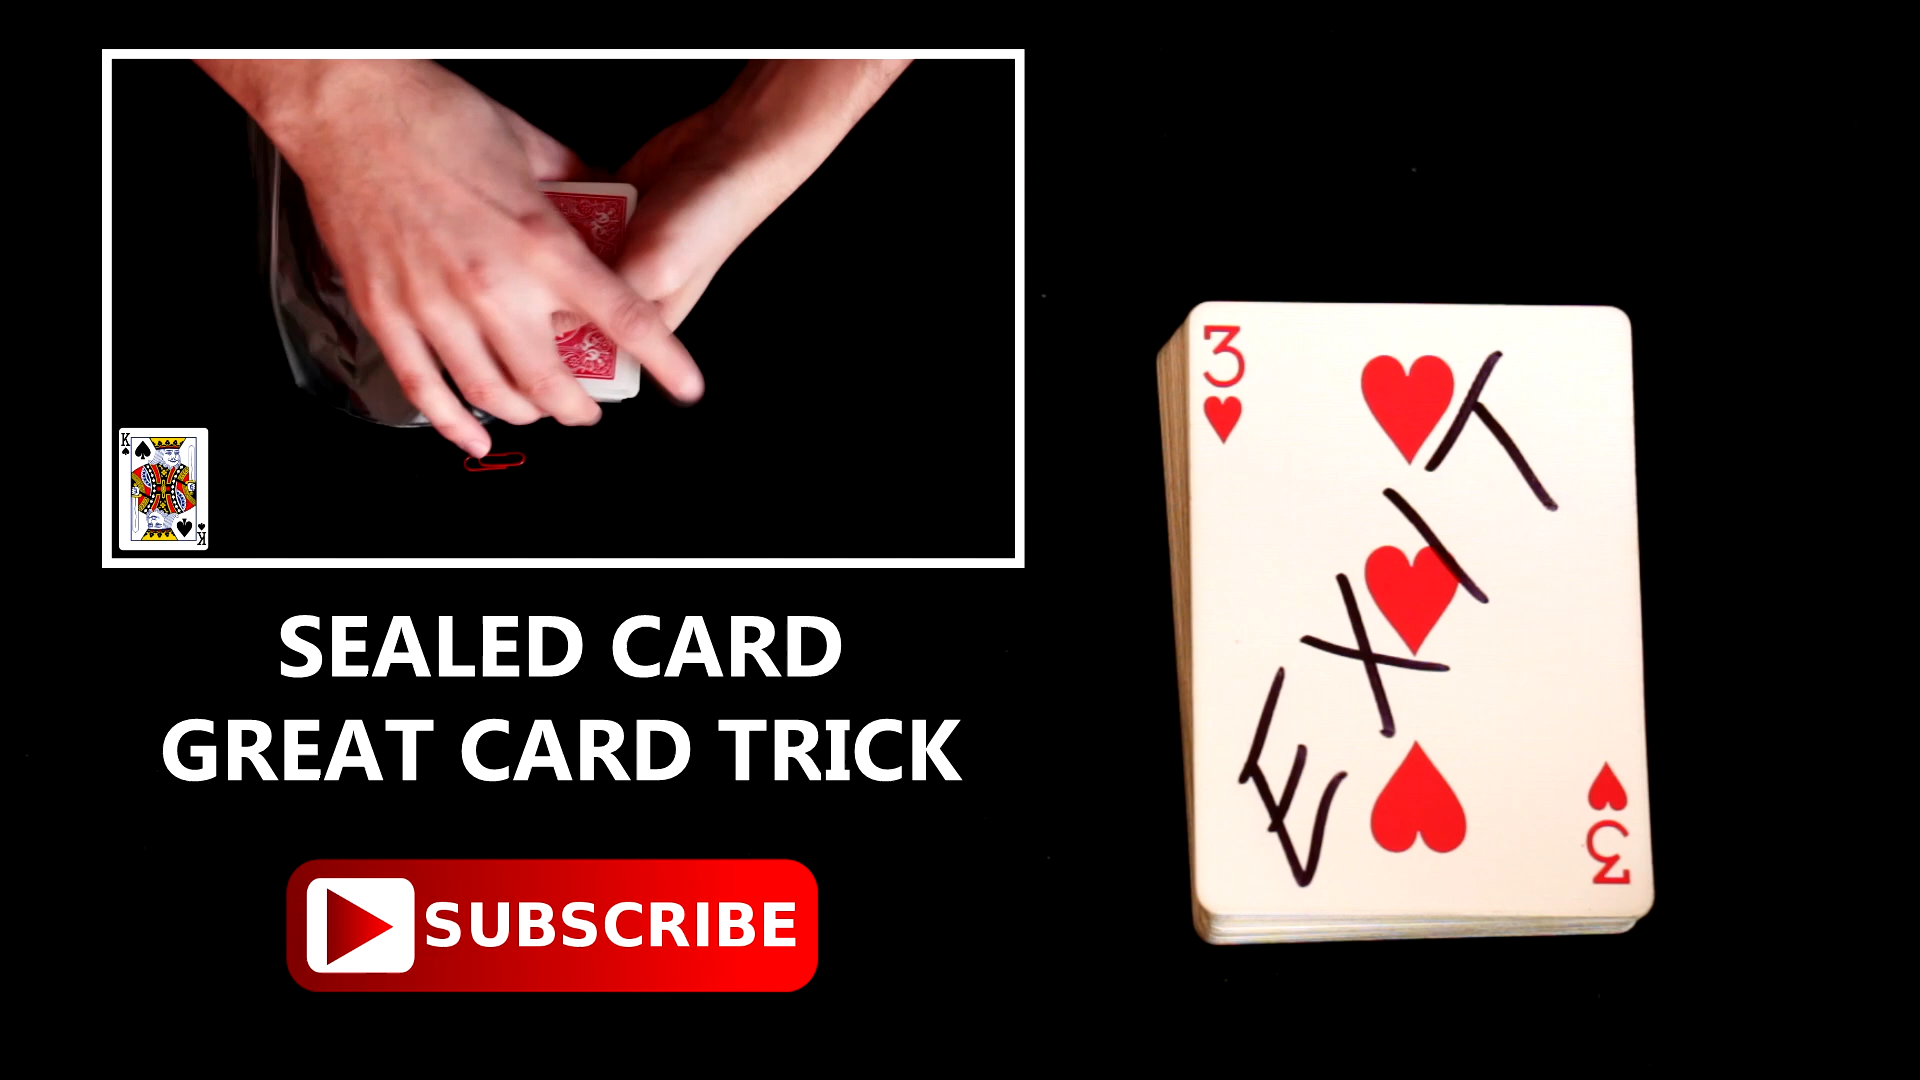 K
K
SEALED CARD
GREAT CARD TRICK
SUBSCRIBE
3
EXIT
3